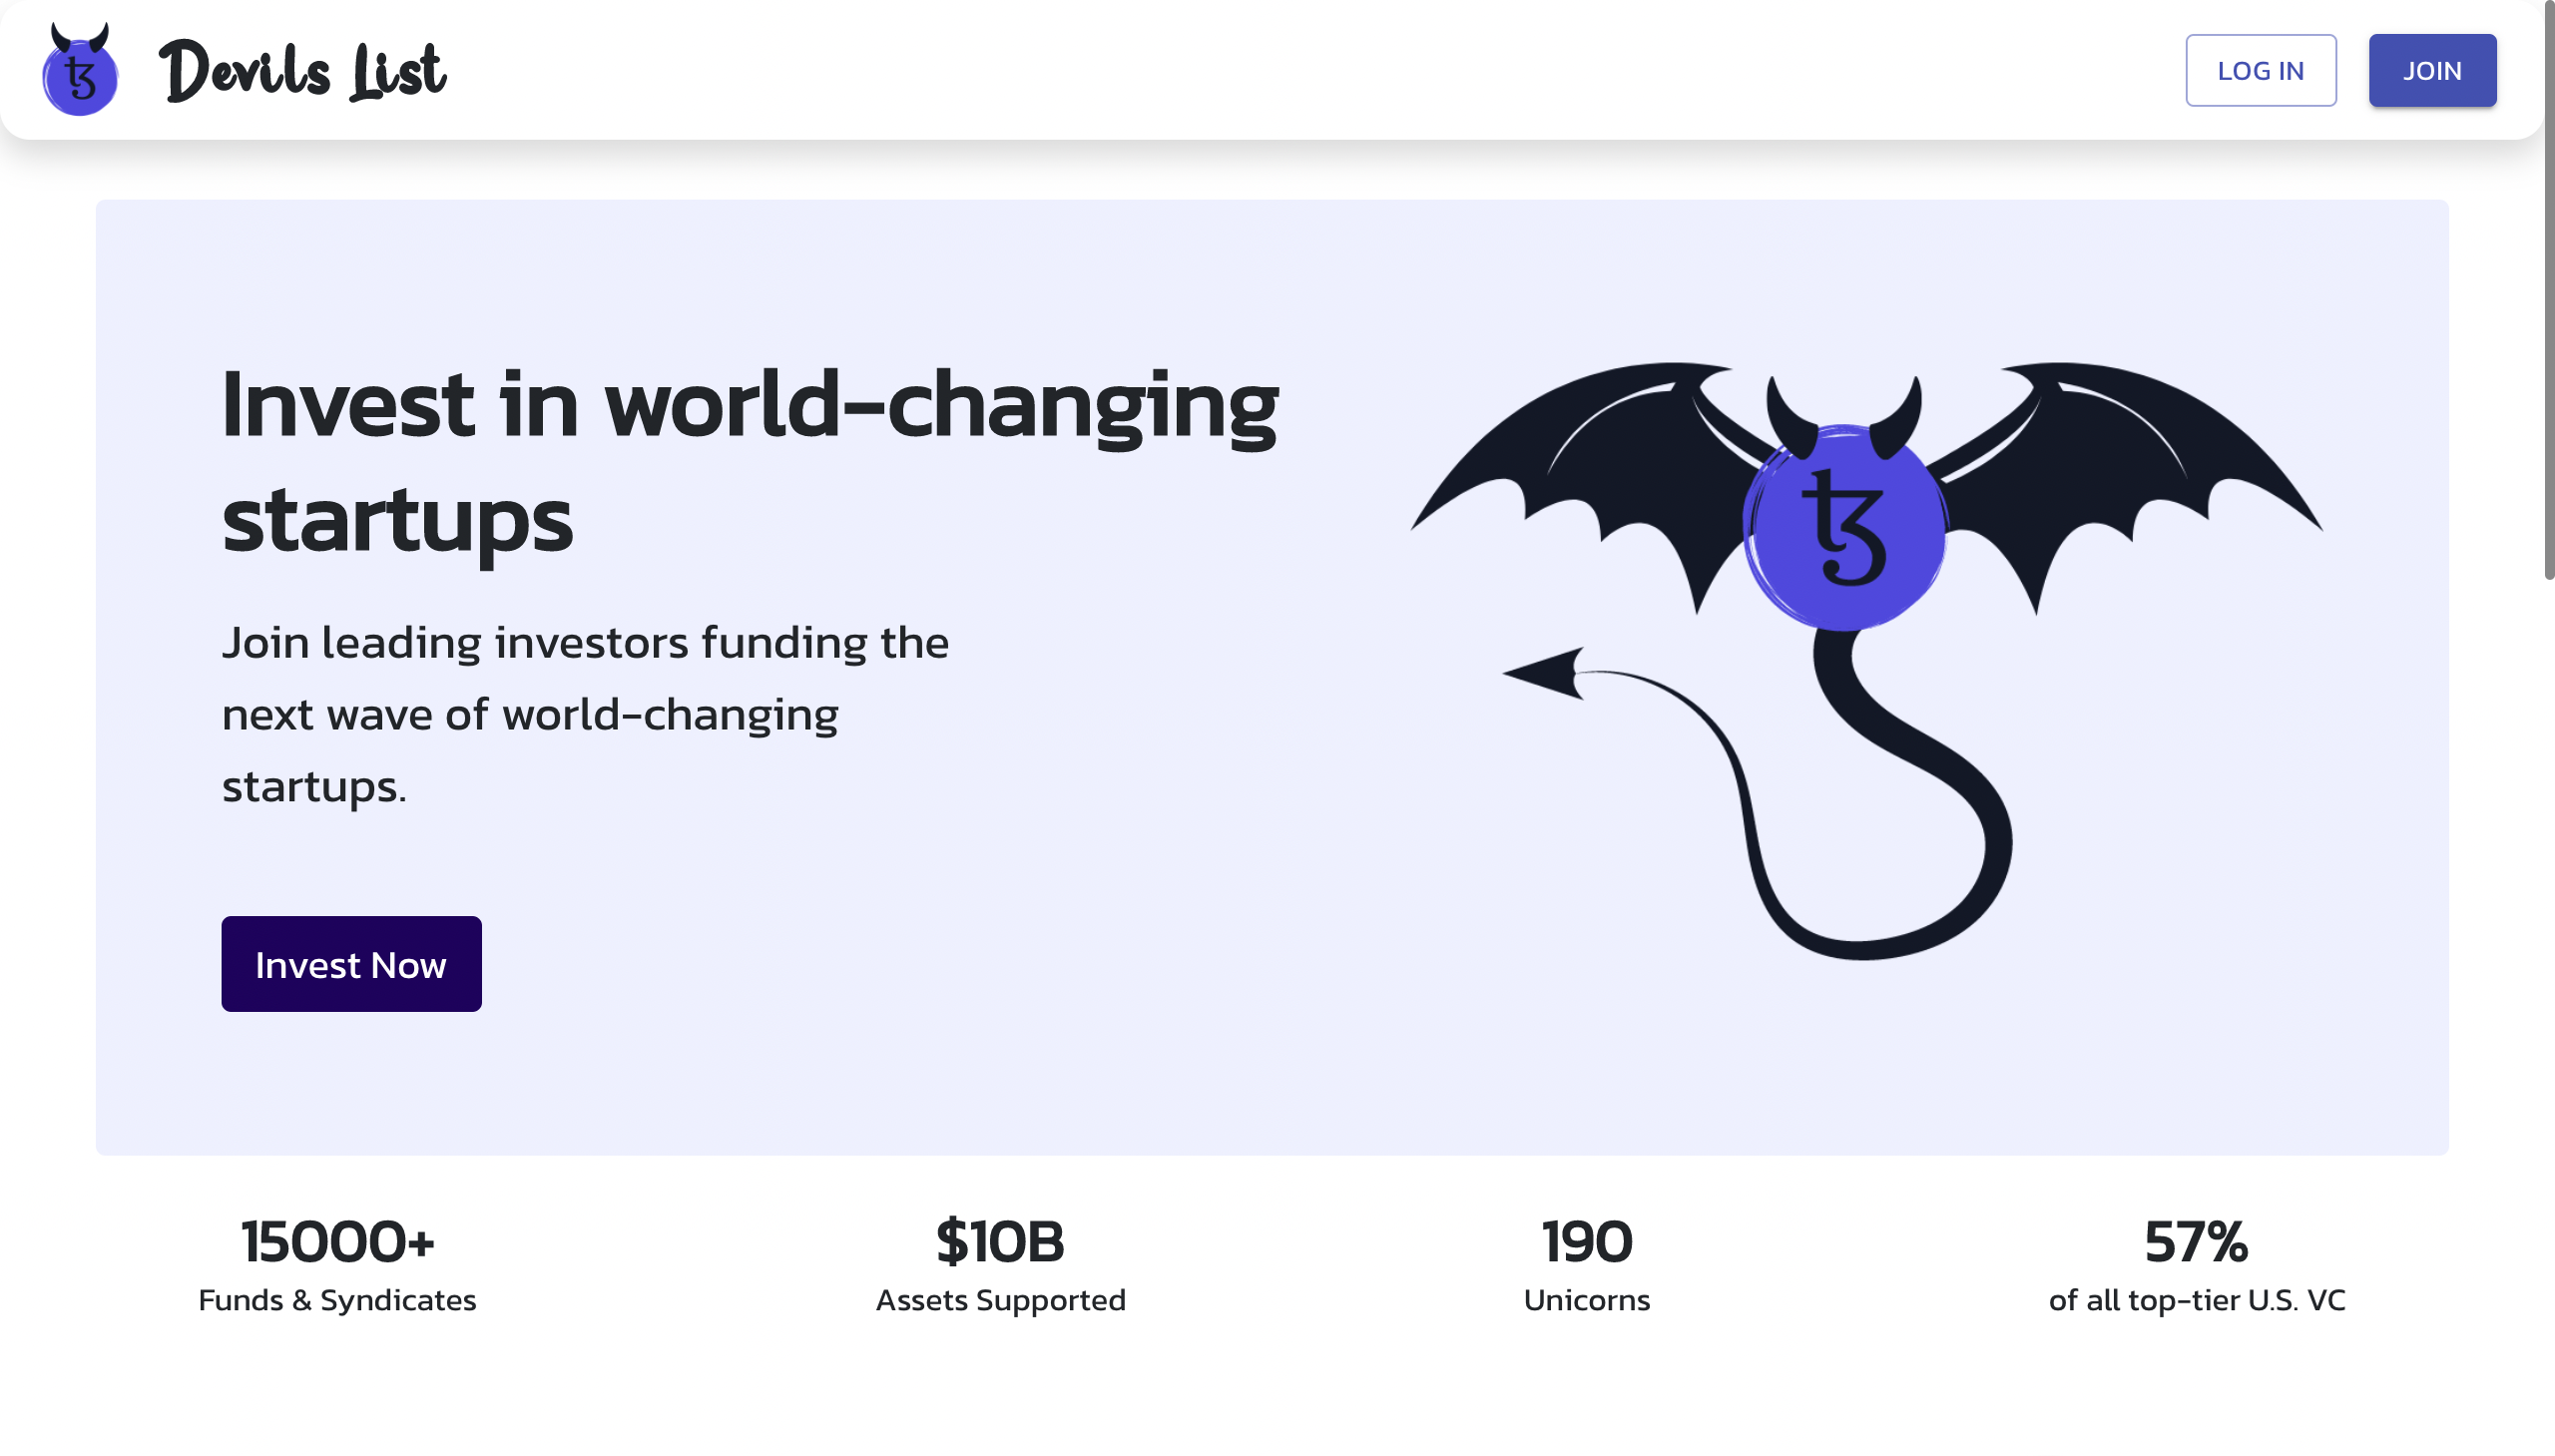 ꜩ
Devils List
LOG IN
JOIN
Invest in world-changing
startups
Join leading investors funding the
next wave of world-changing
startups.
Invest Now
ꜩ
15000+
Funds & Syndicates
$10B
Assets Supported
190
Unicorns
57%
of all top-tier U.S. VC